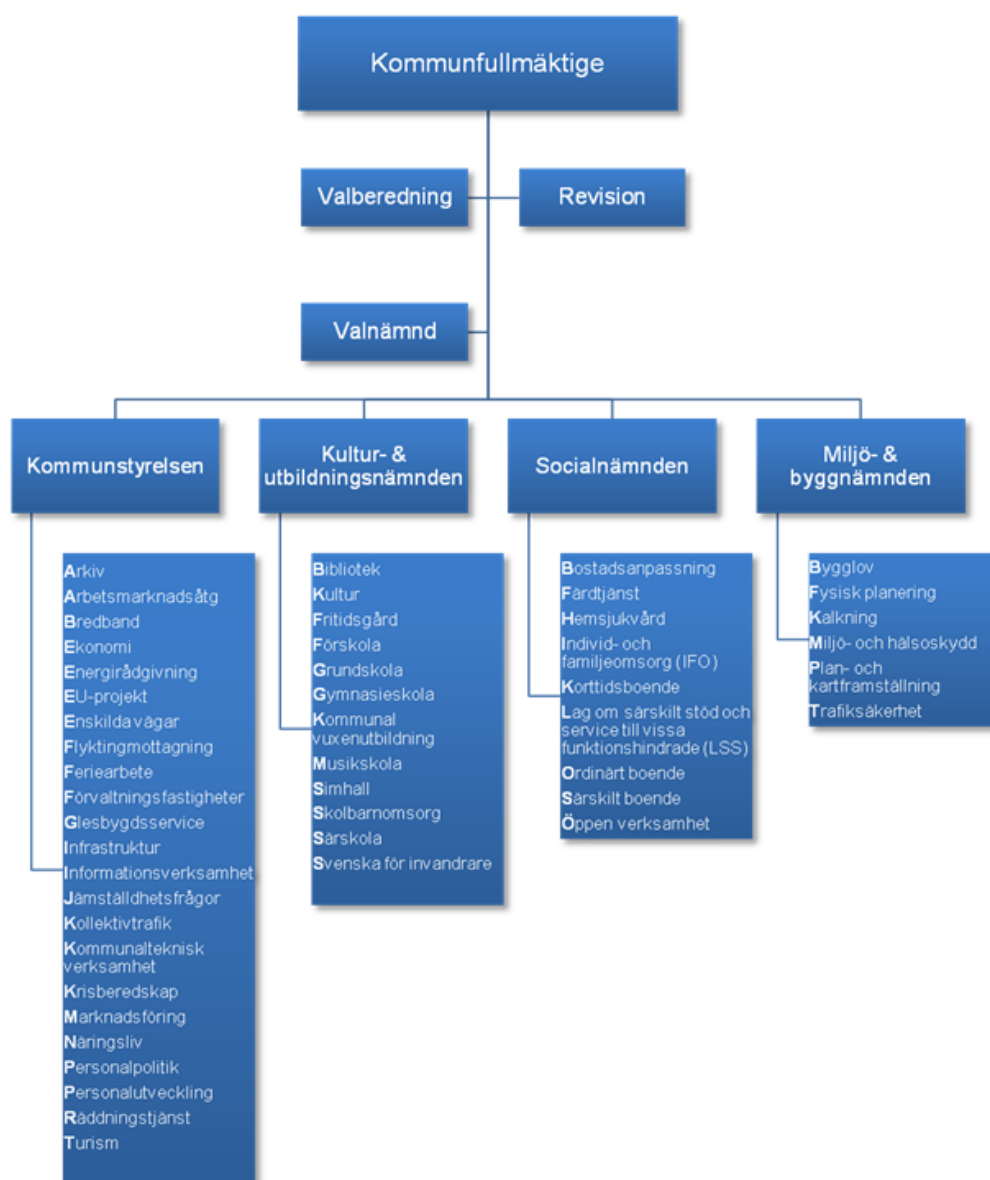 Kommunfullmäktige
Valberedning
Revision
Valnämnd
Kommunstyrelsen
Kultur- &
utbildningsnämnden
Socialnämnden
Miljö- &
byggnämnden
Arkiv
Arbetsmarknadsåtg
Bredband
Ekonomi
Energirådgivning
EU-projekt
Enskilda vägar
Flyktingmottagning
Feriearbete
Förvaltningsfastigheter
Glesbygdsservice
Infrastruktur
Informationsverksamhet
Jämställdhetsfrågor
Kollektivtrafik
Kommunalteknisk
verksamhet
Krisberedskap
Marknadsföring
Näringsliv
Personalpolitik
Personalutveckling
Räddningstjänst
Turism
Bibliotek
Kultur
Fritidsgård
Förskola
Grundskola
Gymnasieskola
Kommunal
vuxenutbildning
Musikskola
Simhall
Skolbarnomsorg
Särskola
Svenska för invandrare
Bostadsanpassning
Färdtjänst
Hemsjukvård
Individ- och
familjeomsorg (IFO)
Korttidsboende
Lag om särskilt stöd och
service till vissa
funktionshindrade (LSS)
Ordinärt boende
Särskilt boende
Öppen verksamhet
Bygglov
Fysisk planering
Kalkning
Miljö- och hälsoskydd
Plan- och
kartframställning
Trafiksäkerhet